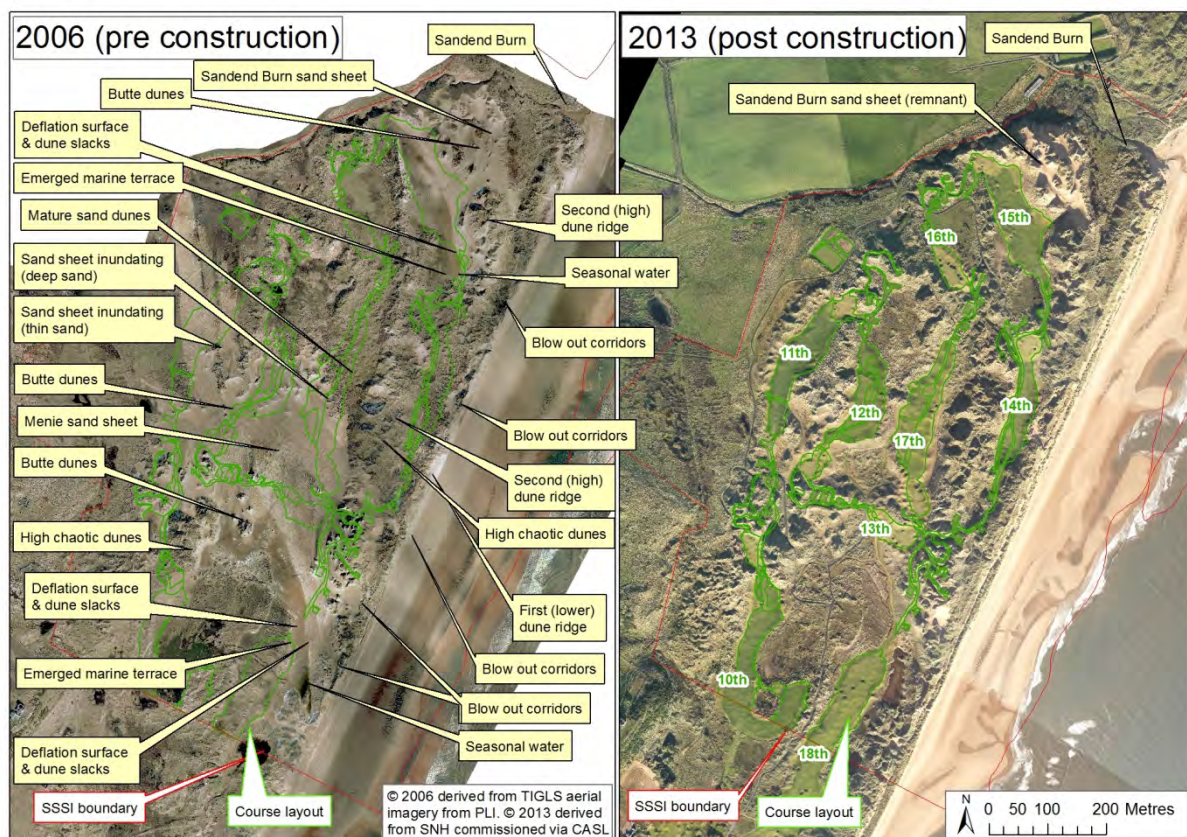 2006 (pre construction)
Sandend Burn
Sandend Burn sand sheet
Butte dunes
Deflation surface
& dune slacks
Emerged marine terrace
Mature sand dunes
Sand sheet inundating
(deep sand)
Sand sheet inundating
(thin sand)
Butte dunes
Menie sand sheet
Butte dunes
High chaotic dunes
Deflation surface
& dune slacks
Emerged marine terrace
Deflation surface
& dune slacks
SSSI boundary
Course layout
Second (high)
dune ridge
Seasonal water
Blow out corridors
Blow out corridors
Second (high)
dune ridge
High chaotic dunes
First (lower)
dune ridge
Blow out corridors
Blow out corridors
Seasonal water
© 2006 derived from TIGLS aerial
imagery from PLI. © 2013 derived
from SNH commissioned via CASL
2013 (post construction)
Sandend Burn
Sandend Burn sand sheet (remnant)
15th
16th
11th
12th
14th
17th
13th
10th
18th
SSSI boundary
Course layout
N
0 50 100 200 Metres